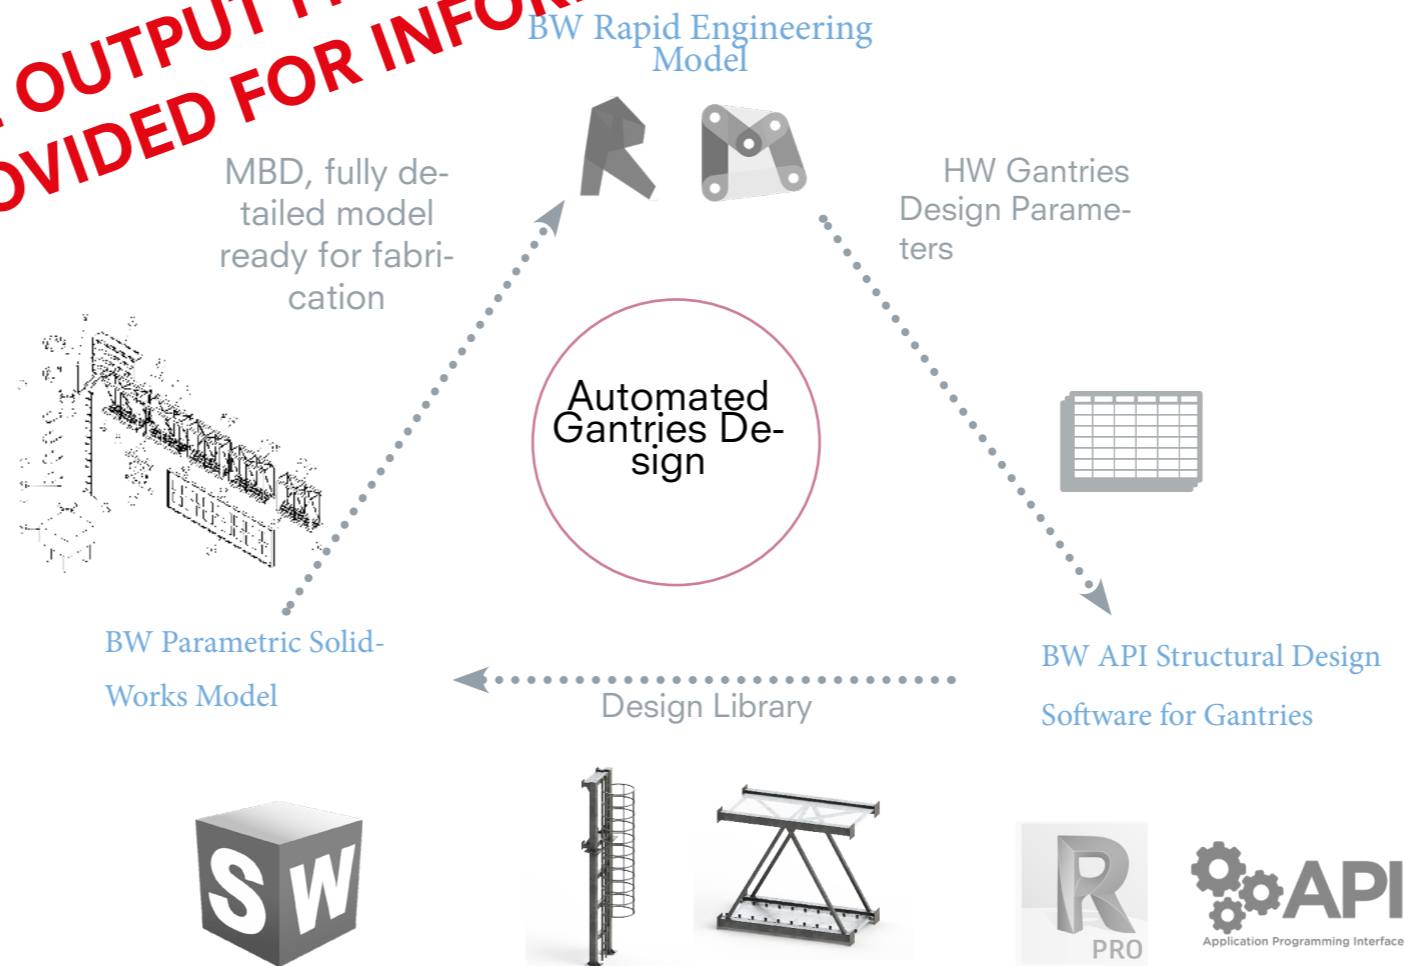 OUTPUT
FOR
BW Rapid Engineering
Model
MBD, fully de-
tailed model
ready for fabri-
cation
HW Gantries
Design Parame-
ters
Automated
Gantries De-
sign
BW Parametric Solid-
Works Model
BW API Structural Design
Software for Gantries
Design Library
SW
R
PRO
API
Application Programming Interface